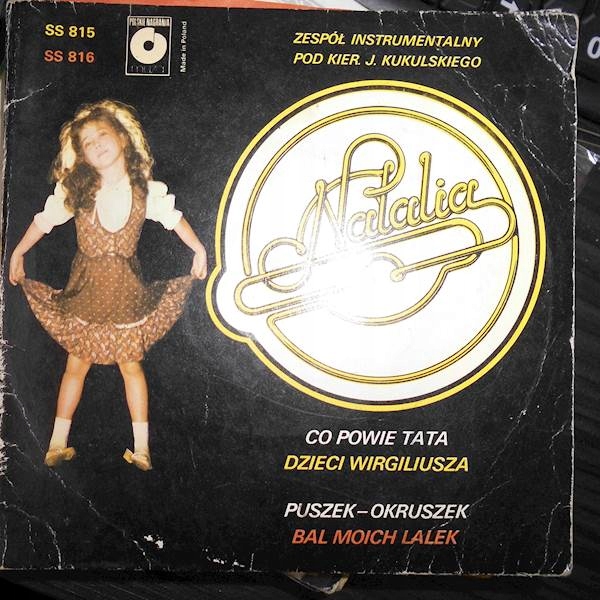 SS 815
SS 816
POLSKIE NAGRANIA
Made in Poland
ZESPÓŁ INSTRUMENTALNY
POD KIER. J. KUKULSKIEGO
Natalia
CO POWIE TATA
DZIECI WIRGILIUSZA
PUSZEK–OKRUSZEK
BAL MOICH LALEK